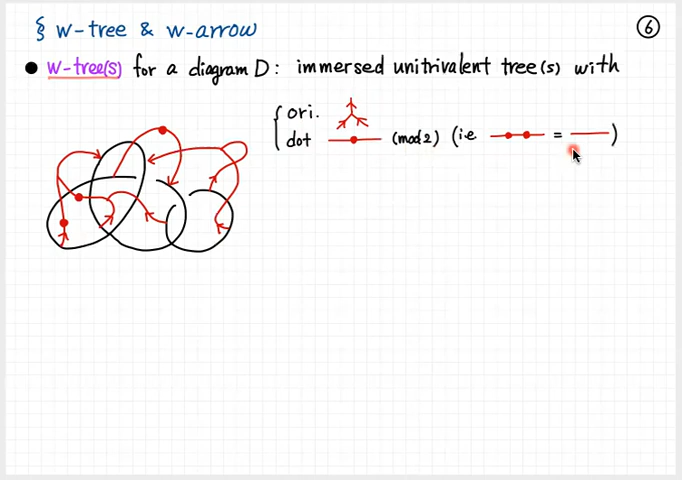 § w-tree & w-arrow
6
● w-tree(s) for a diagram D: immersed unitrivalent tree(s) with
ori.
dot (mod 2) (i.e = )